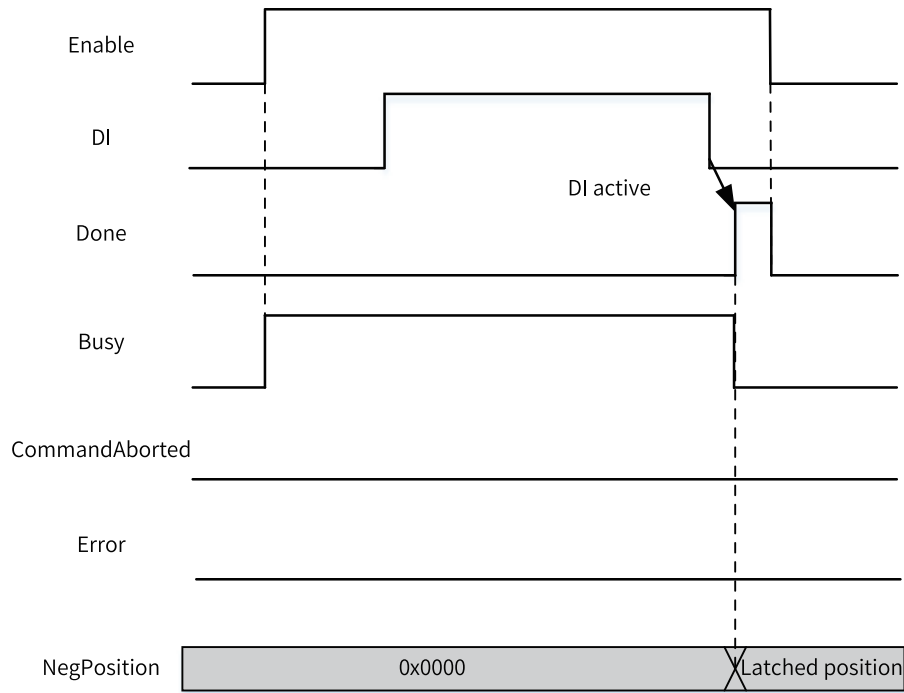 Enable
DI
DI active
Done
Busy
CommandAborted
Error
NegPosition 0x0000 Latched position